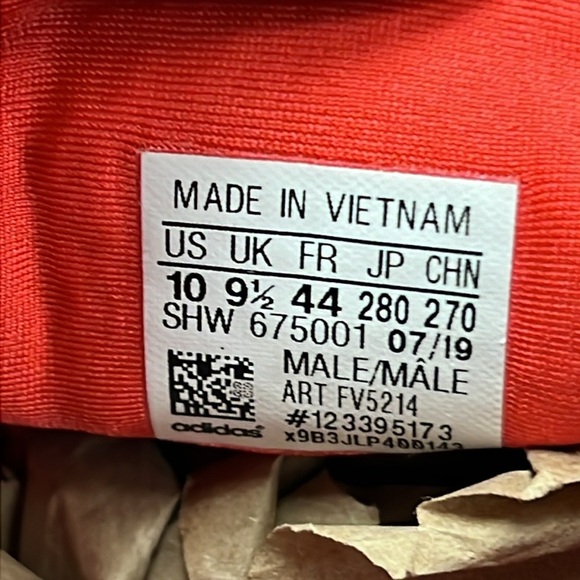 MADE IN VIETNAM
US UK FR JP CHN
10 9½ 44 280 270
SHW 675001 07/19
MALE/MÂLE
ART FV5214
#123395173
adidas